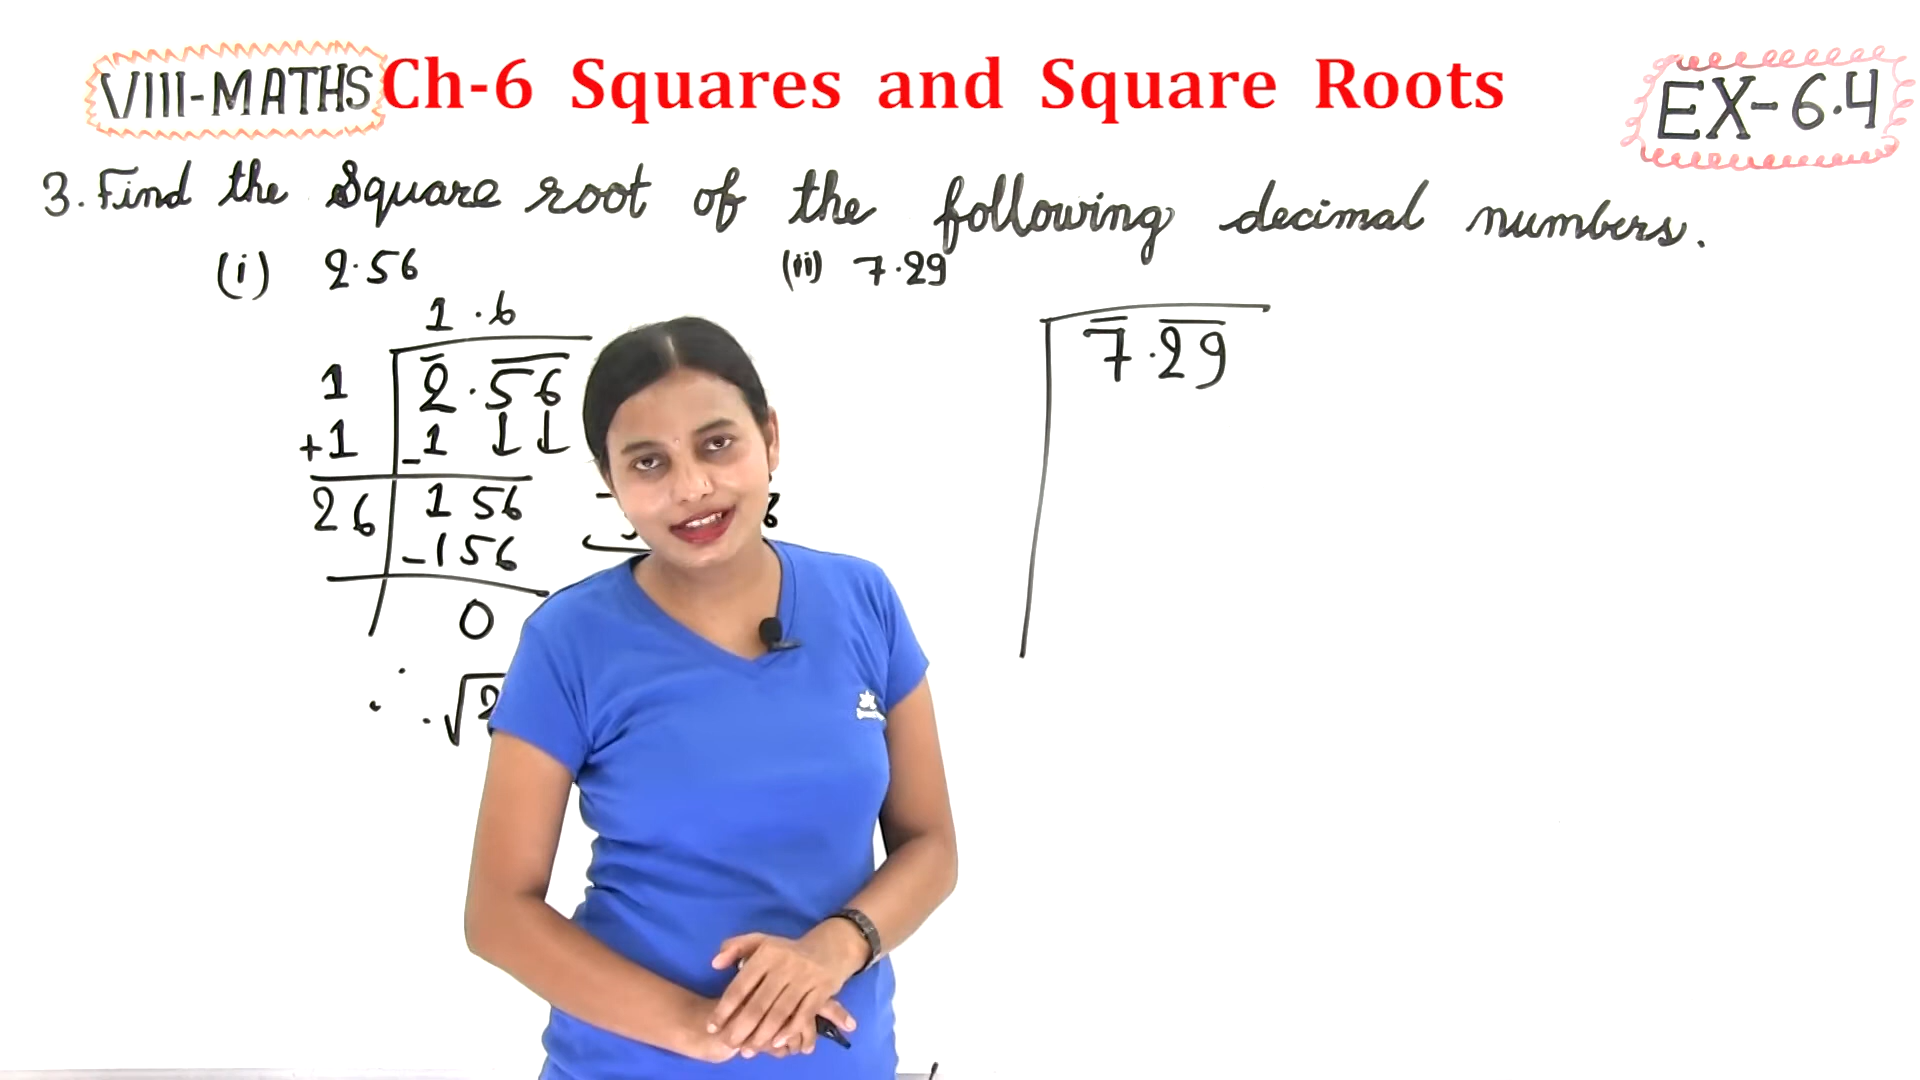 VIII-MATHS Ch-6 Squares and Square Roots EX-6.4
3. Find the Square root of the following decimal numbers.
(i) 2.56 (ii) 7.29
1.6
1 2.56 7.29
+1 -1
26 156
-156
0
∴ √2